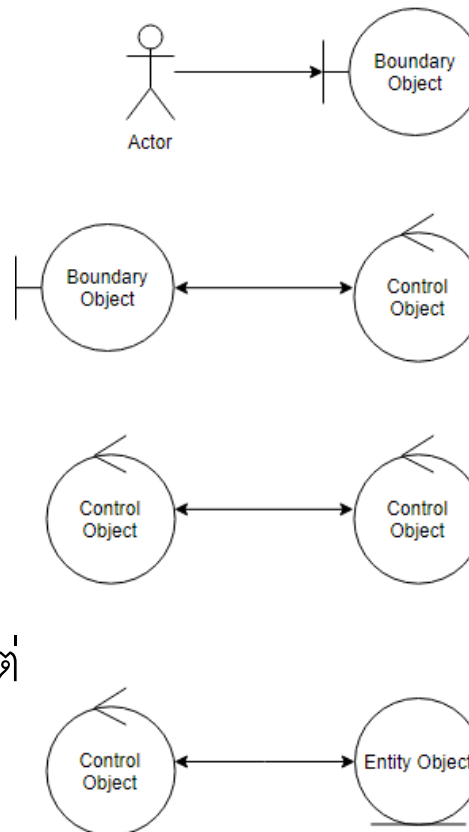 Boundary
Object
Actor
Boundary
Object
Control
Object
Control
Object
Control
Object
Control
Object
Entity Object